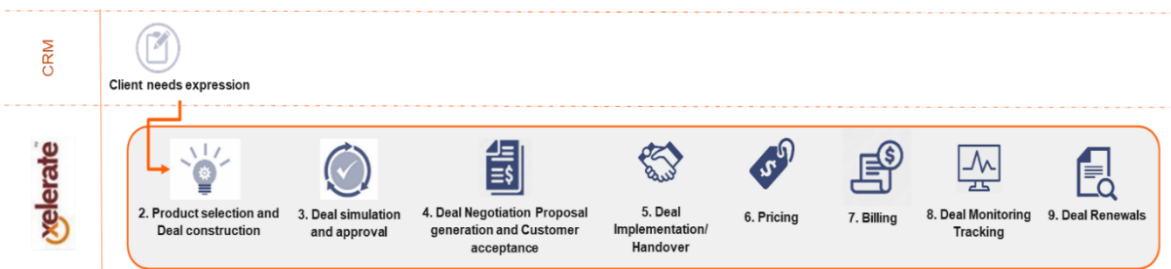 CRM
Client needs expression
xelerate
2. Product selection and
Deal construction
3. Deal simulation
and approval
4. Deal Negotiation Proposal
generation and Customer
acceptance
5. Deal
Implementation/
Handover
6. Pricing
7. Billing
8. Deal Monitoring
Tracking
9. Deal Renewals